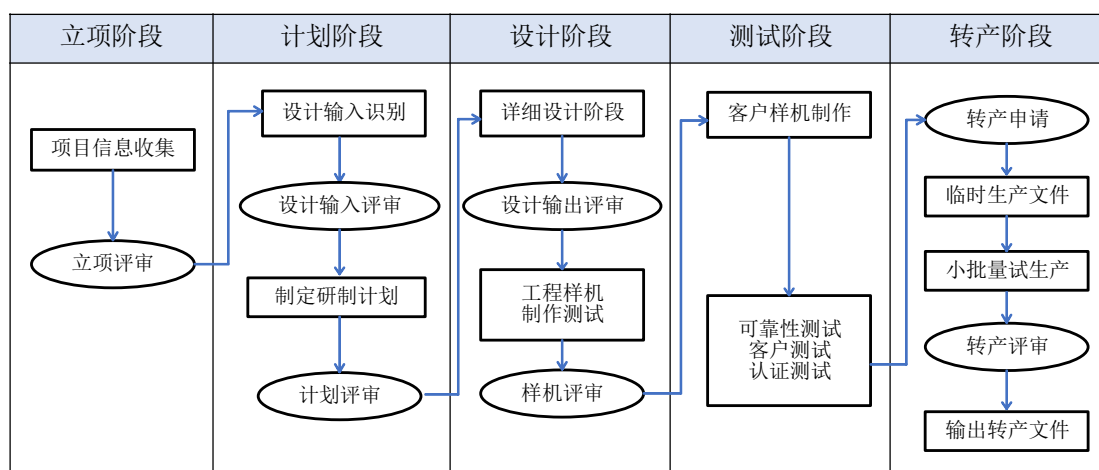 立项阶段
计划阶段
设计阶段
测试阶段
转产阶段
项目信息收集
立项评审
设计输入识别
设计输入评审
制定研制计划
计划评审
详细设计阶段
设计输出评审
工程样机
制作测试
样机评审
客户样机制作
可靠性测试
客户测试
认证测试
转产申请
临时生产文件
小批量试生产
转产评审
输出转产文件